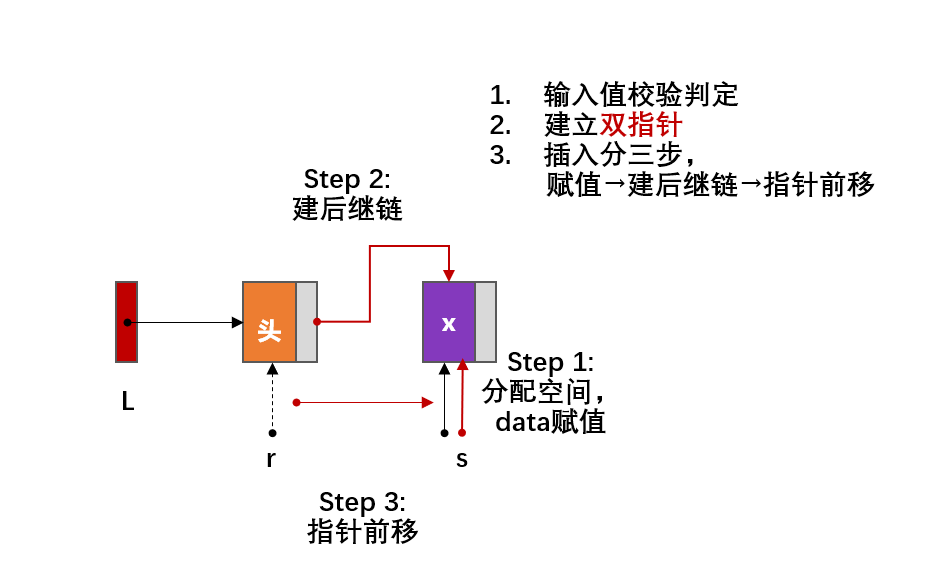 1. 输入值校验判定
2. 建立双指针
3. 插入分三步，
赋值→建后继链→指针前移
Step 2:
建后继链
头
x
L
Step 1:
分配空间，
data赋值
r
s
Step 3:
指针前移